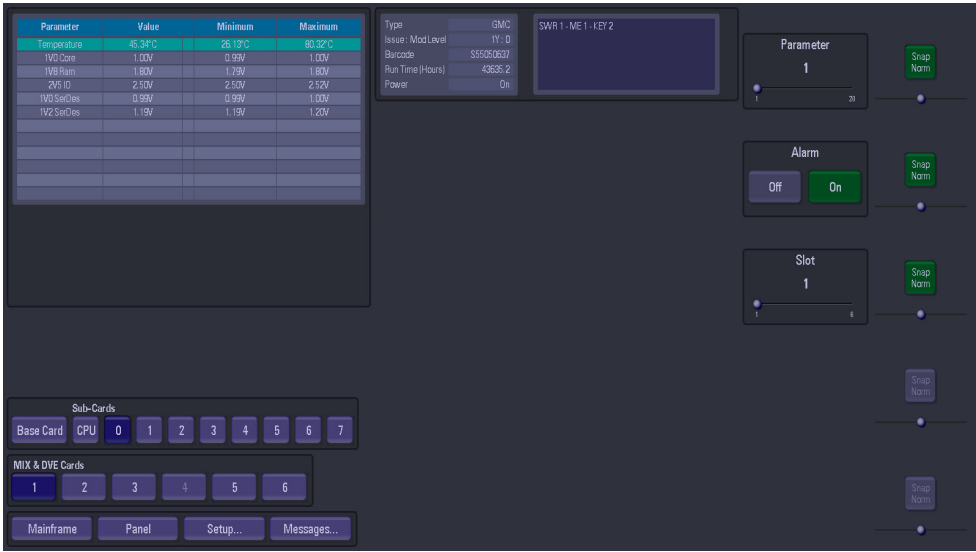 Parameter Value Minimum Maximum
Temperature 45.34°C 26.13°C 80.32°C
1V0 Core 1.00V 0.99V 1.00V
1V8 Ram 1.80V 1.79V 1.80V
2V5 IO 2.50V 2.50V 2.52V
1V0 SerDes 0.99V 0.99V 1.00V
1V2 SerDes 1.19V 1.19V 1.20V
Type GMC
Issue : Mod Level 1Y : 0
Barcode S55050637
Run Time (Hours) 43635.2
Power On
SWR 1 - ME 1 - KEY 2
Parameter
1
1 20
Snap
Norm
Alarm
Off On
Snap
Norm
Slot
1
1 6
Snap
Norm
Snap
Norm
Snap
Norm
Sub-Cards
Base Card CPU 0 1 2 3 4 5 6 7
MIX & DVE Cards
1 2 3 4 5 6
Mainframe Panel Setup... Messages...